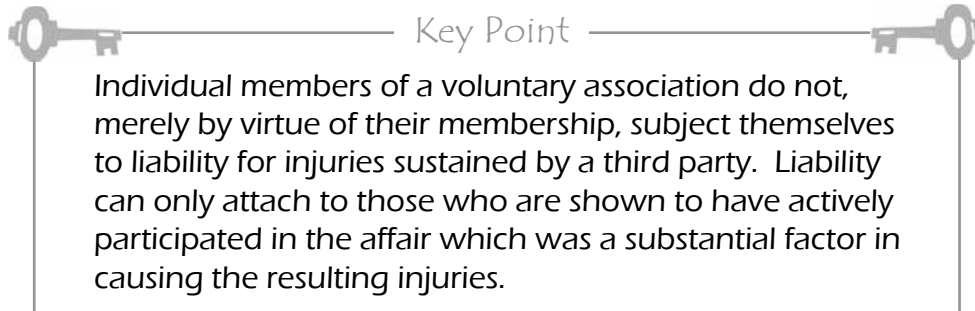 Key Point
Individual members of a voluntary association do not,
merely by virtue of their membership, subject themselves
to liability for injuries sustained by a third party.  Liability
can only attach to those who are shown to have actively
participated in the affair which was a substantial factor in
causing the resulting injuries.